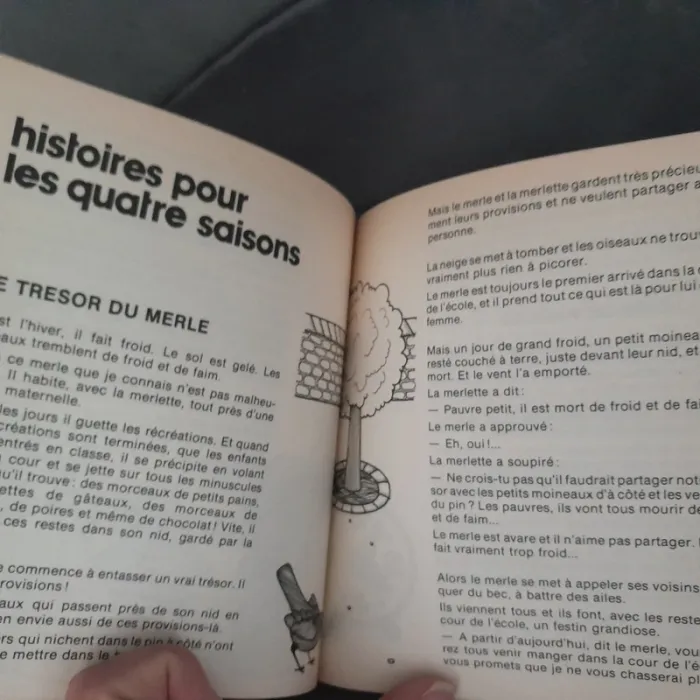 histoires pour
les quatre saisons
E TRESOR DU MERLE
st l'hiver, il fait froid. Le sol est gelé. Les
aux tremblent de froid et de faim.
ce merle que je connais n'est pas malheu-
Il habite, avec la merlette, tout près d'une
maternelle.
les jours il guette les récréations. Et quand
créations sont terminées, que les enfants
entrés en classe, il se précipite en volant
cour et se jette sur tous les minuscules
qu'il trouve : des morceaux de petits pains,
ettes de gâteaux, des morceaux de
, de poires et même de chocolat ! Vite, il
ces restes dans son nid, gardé par la
e commence à entasser un vrai trésor. Il
rovisions !
aux qui passent près de son nid en
en envie aussi de ces provisions-là.
rs qui nichent dans le pin à côté n'ont
e mettre dans le
Mais le merle et la merlette gardent très précieu
ment leurs provisions et ne veulent partager a
personne.
La neige se met à tomber et les oiseaux ne trouv
vraiment plus rien à picorer.
Le merle est toujours le premier arrivé dans la c
de l'école, et il prend tout ce qui est là pour lui
femme.
Mais un jour de grand froid, un petit moinea
resté couché à terre, juste devant leur nid, et
mort. Et le vent l'a emporté.
La merlette a dit :
— Pauvre petit, il est mort de froid et de fai
Le merle a approuvé :
— Eh, oui !...
La merlette a soupiré :
— Ne crois-tu pas qu'il faudrait partager not
sor avec les petits moineaux d'à côté et les ve
du pin ? Les pauvres, ils vont tous mourir de
et de faim...
Le merle est avare et il n'aime pas partager.
fait vraiment trop froid...
Alors le merle se met à appeler ses voisins
quer du bec, à battre des ailes.
Ils viennent tous et ils font, avec les reste
cour de l'école, un festin grandiose.
— A partir d'aujourd'hui, dit le merle, vou
rez tous venir manger dans la cour de l'é
vous promets que je ne vous chasserai pl